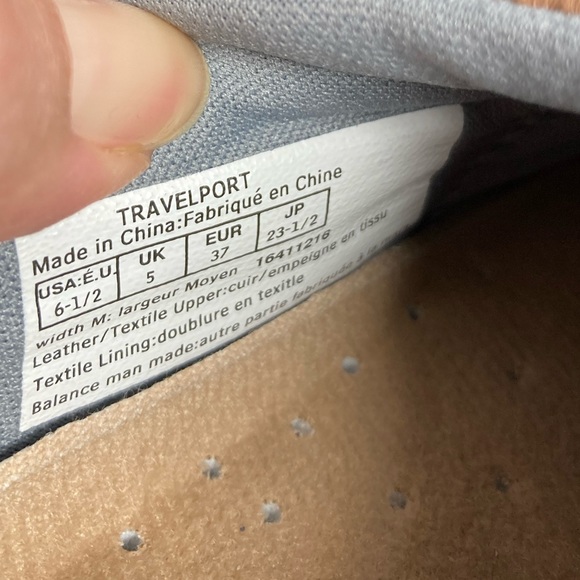 TRAVELPORT
Made in China:Fabriqué en Chine
USA:É.U. UK EUR JP
6-1/2 5 37 23-1/2
width M: largeur Moyen 16411216
Leather/Textile Upper:cuir/empeigne en tissu
Textile Lining:doublure en textile
Balance man made:autre partie fabriquée à la